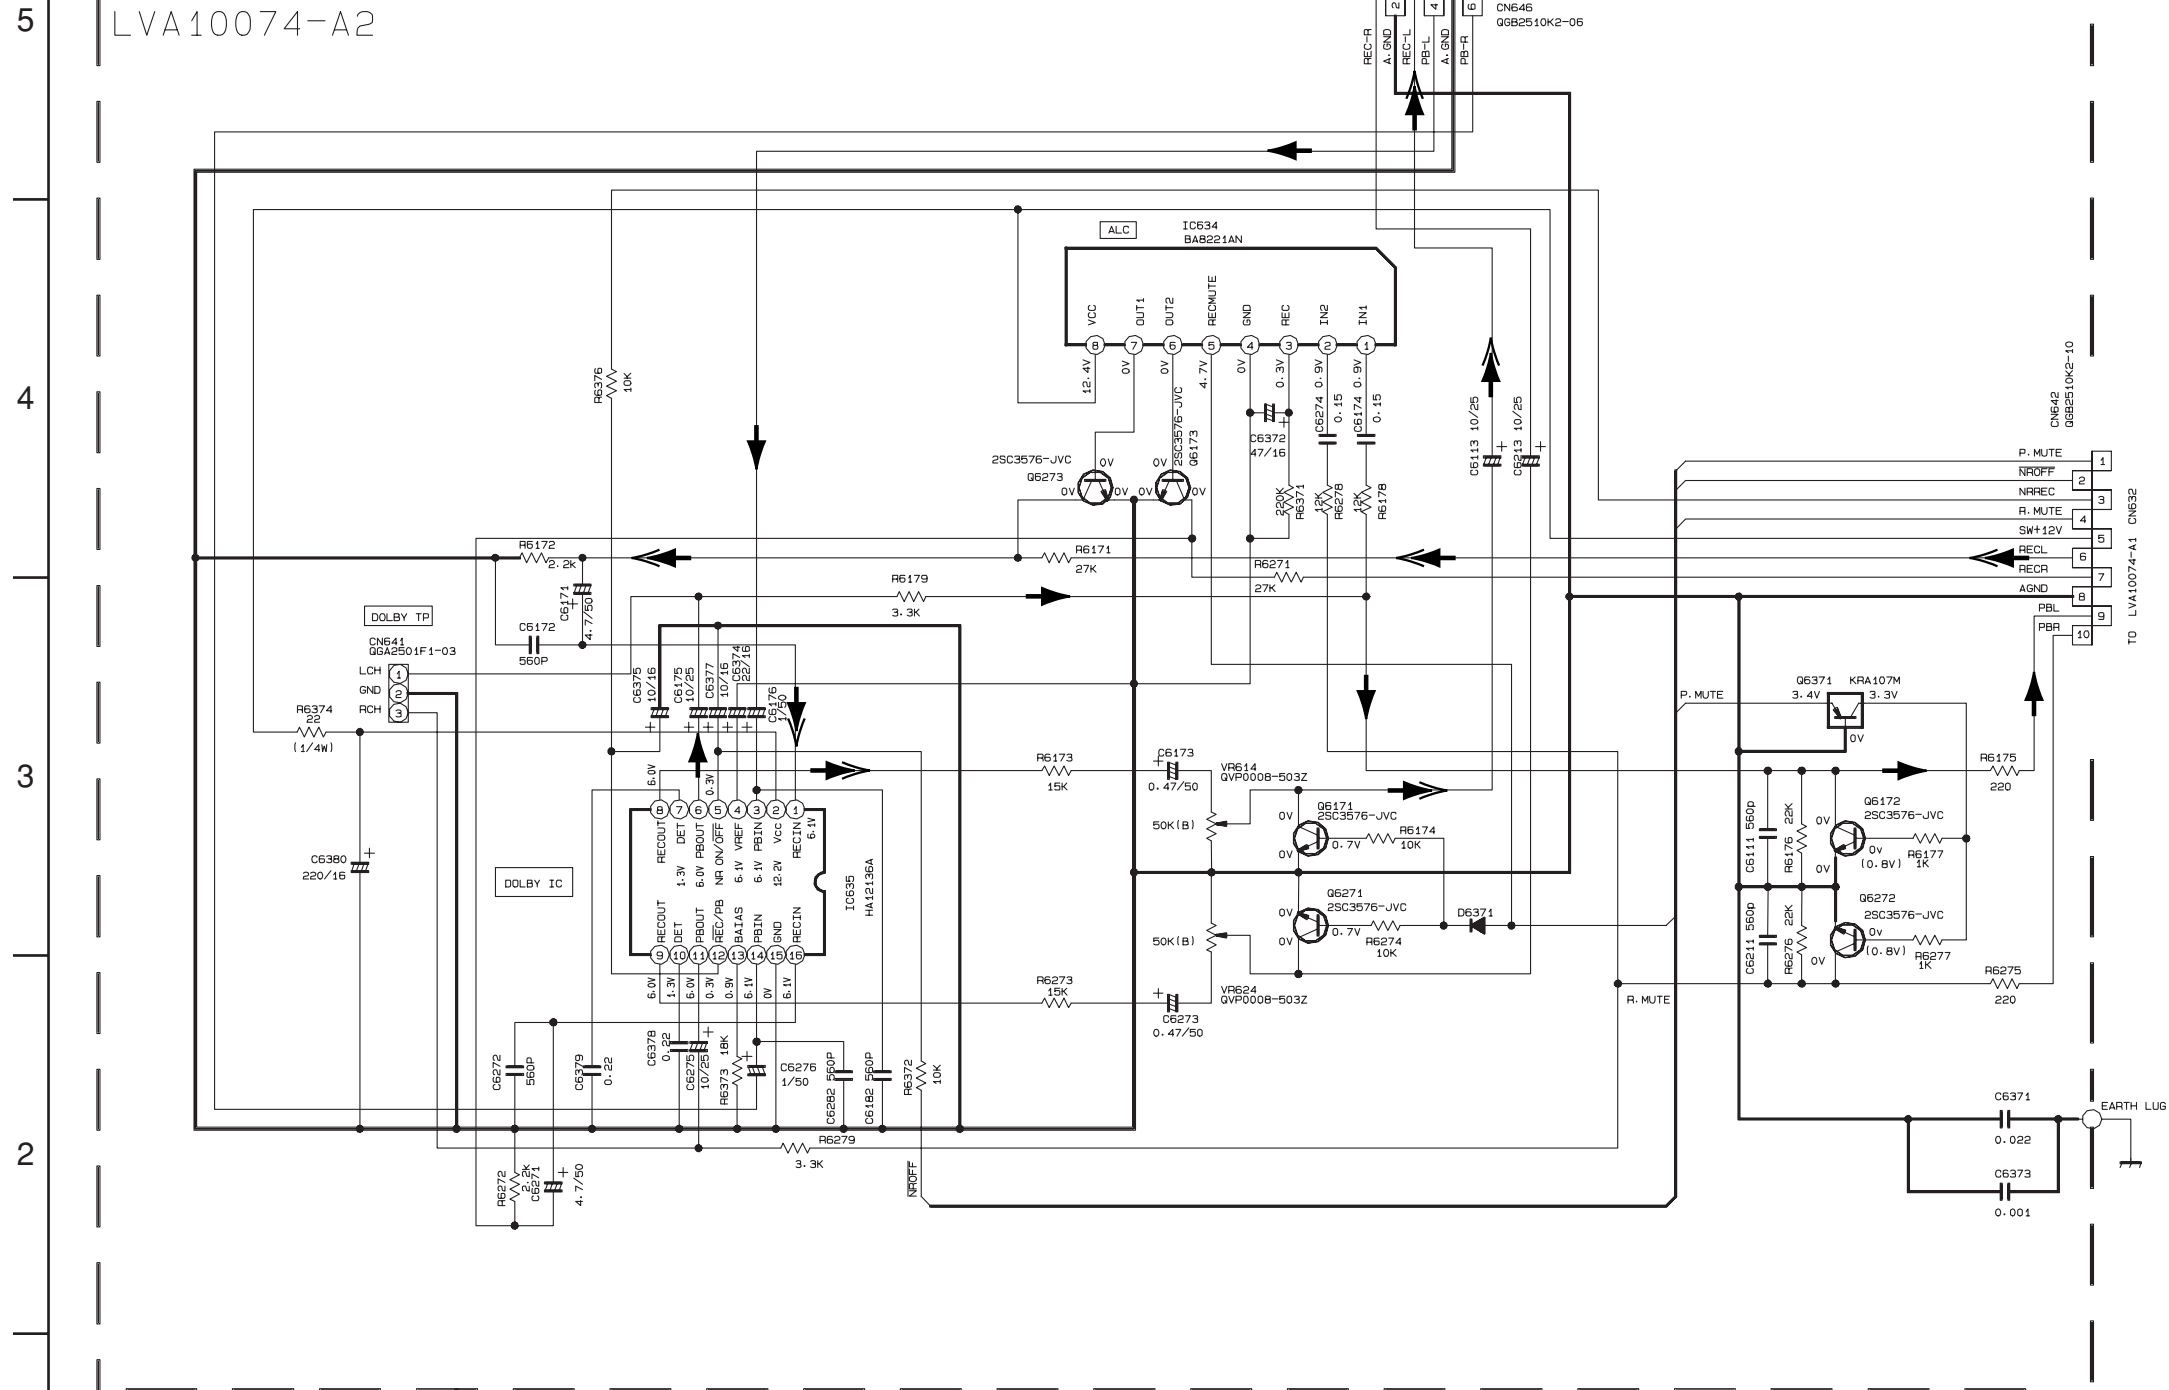 5
LVA10074-A2
REC-R
2
A.GND
REC-L
4
PB-L
A.GND
6
PB-R
CN646
QGB2510K2-06
ALC
IC634
BA8221AN
VCC
OUT1
OUT2
RECMUTE
GND
REC
IN2
IN1
8
7
6
5
4
3
2
1
12.4V
0V
0V
4.7V
0V
0.3V
0.9V
0.9V
4
R6376
10K
2SC3576-JVC
Q6273
0V
0V
0V
2SC3576-JVC
Q6173
0V
0V
0V
C6372
47/16
C6274
0.15
C6174
0.15
220K
R6371
12K
R6278
12K
R6178
C6113 10/25
C6213 10/25
CN642
QGB2510K2-10
P.MUTE
1
NROFF
2
NRREC
3
R.MUTE
4
SW+12V
5
RECL
6
RECR
7
AGND
8
PBL
9
PBR
10
TO LVA10074-A1 CN632
R6172
2.2k
R6171
27K
R6271
27K
R6179
3.3K
C6171
4.7/50
C6172
560P
DOLBY TP
CN641
QGA2501F1-03
LCH
1
GND
2
RCH
3
R6374
22
(1/4W)
C6375
10/16
C6175
10/25
C6377
10/16
C6374
22/16
C6176
1/50
3
6.0V
0.3V
R6173
15K
C6173
0.47/50
VR614
QVP0008-503Z
50K(B)
Q6171
2SC3576-JVC
0V
0V
0.7V
R6174
10K
P.MUTE
Q6371
KRA107M
3.4V
3.3V
0V
R6175
220
C6111 560p
R6176 22K
Q6172
2SC3576-JVC
0V
0V
0v
(0.8V)
R6177
1K
C6380
220/16
DOLBY IC
8
7
6
5
4
3
2
1
RECOUT
DET
PBOUT
NR ON/OFF
VREF
PBIN
Vcc
RECIN
1.3V
6.0V
6.1V
6.1V
12.2V
6.1V
IC635
HA12136A
RECOUT
DET
PBOUT
REC/PB
BAIAS
PBIN
GND
RECIN
9
10
11
12
13
14
15
16
6.0V
1.3V
6.0V
0.3V
0.9V
6.1V
0V
6.1V
Q6271
2SC3576-JVC
0V
0V
0.7V
R6274
10K
D6371
50K(B)
VR624
QVP0008-503Z
R6273
15K
C6273
0.47/50
C6211 560p
R6276 22K
Q6272
2SC3576-JVC
0v
(0.8V)
0V
R6277
1K
R6275
220
R.MUTE
C6272
560P
C6379
0.22
C6378
0.22
C6275
10/25
R6373
18K
C6276
1/50
C6282 560P
C6182 560P
R6372
10K
2
R6279
3.3K
R6272
2.2K
C6271
4.7/50
NROFF
C6371
0.022
C6373
0.001
EARTH LUG